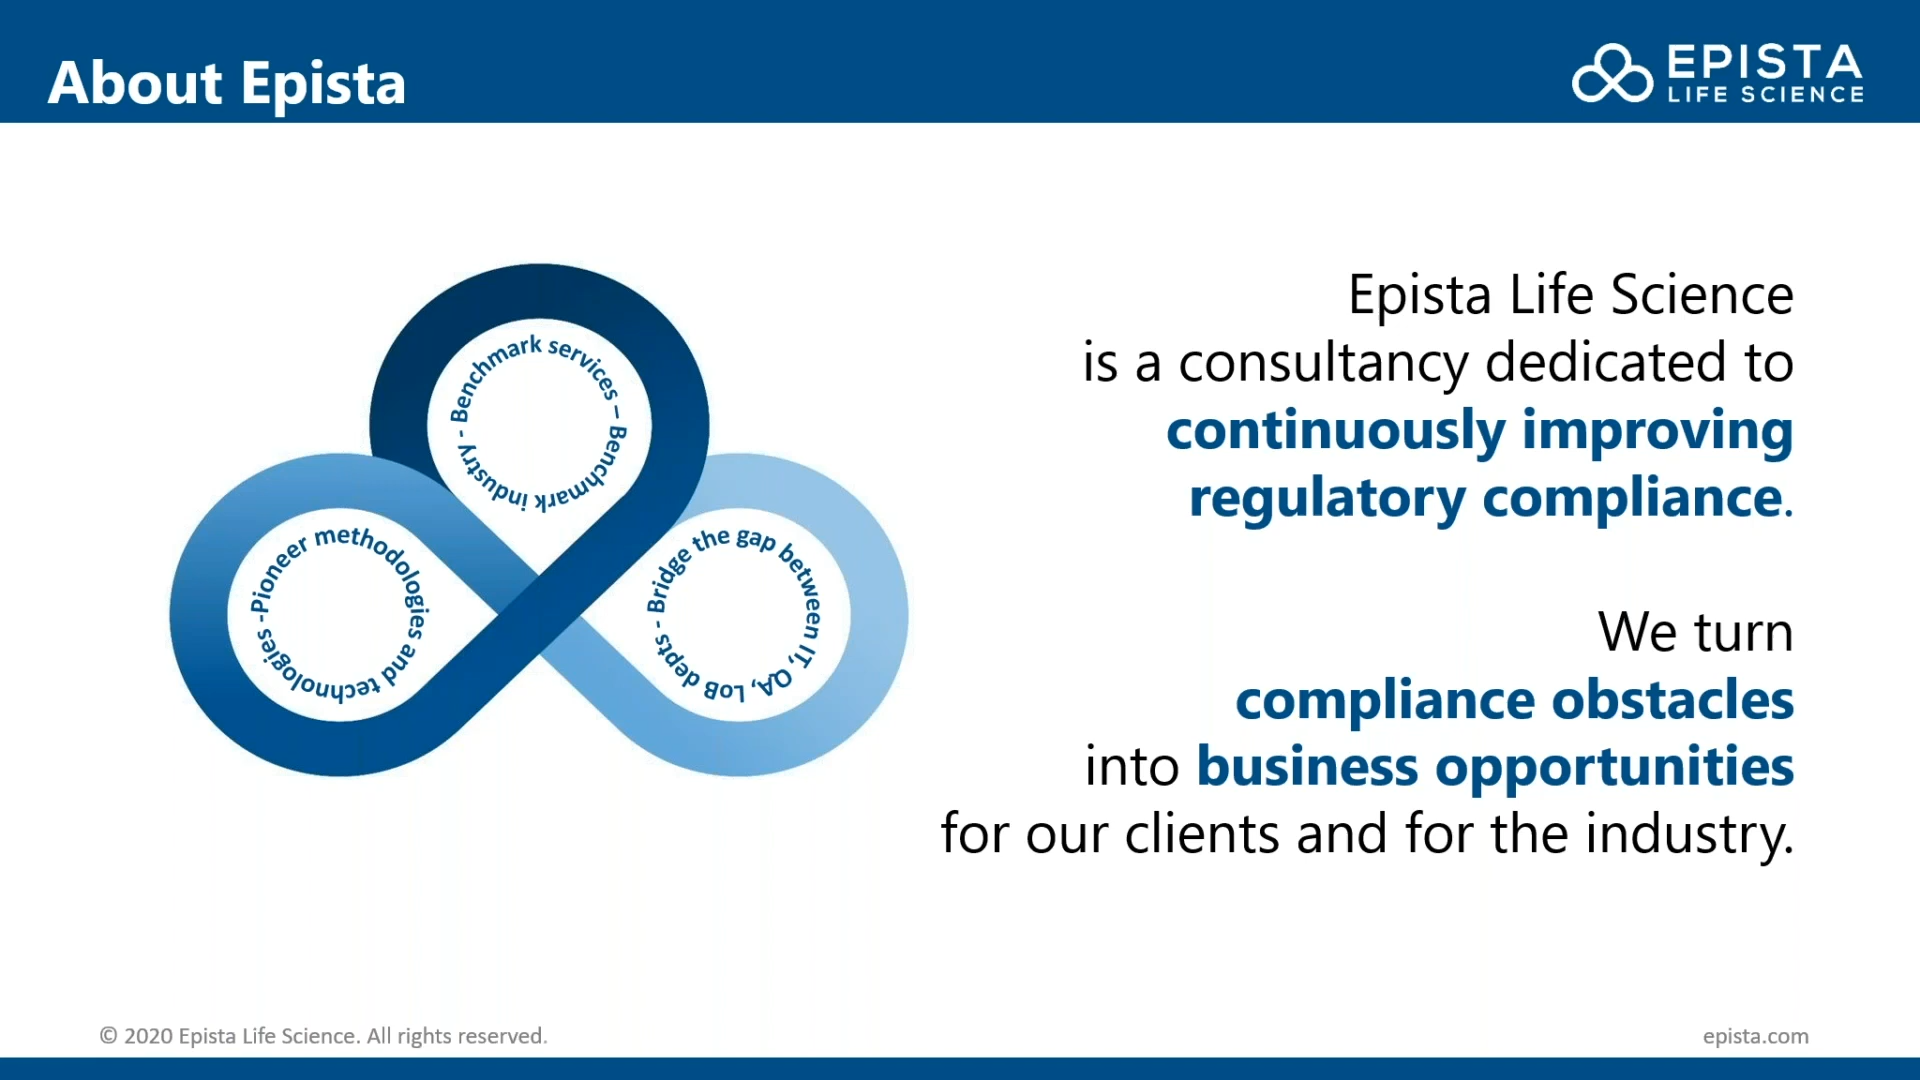 About Epista
EPISTA
LIFE SCIENCE
Benchmark services – Benchmark industry -
Pioneer methodologies and technologies -
Bridge the gap between IT, QA, LoB depts -
Epista Life Science
is a consultancy dedicated to
continuously improving
regulatory compliance.
We turn
compliance obstacles
into business opportunities
for our clients and for the industry.
© 2020 Epista Life Science. All rights reserved.
epista.com